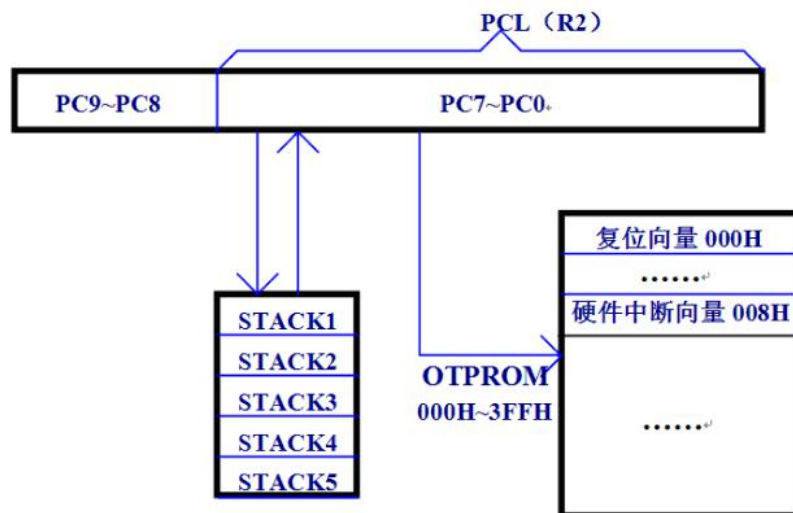 PCL（R2）
PC9~PC8
PC7~PC0
复位向量 000H
......
硬件中断向量 008H
STACK1
STACK2
STACK3
STACK4
STACK5
OTPROM
000H~3FFH
......